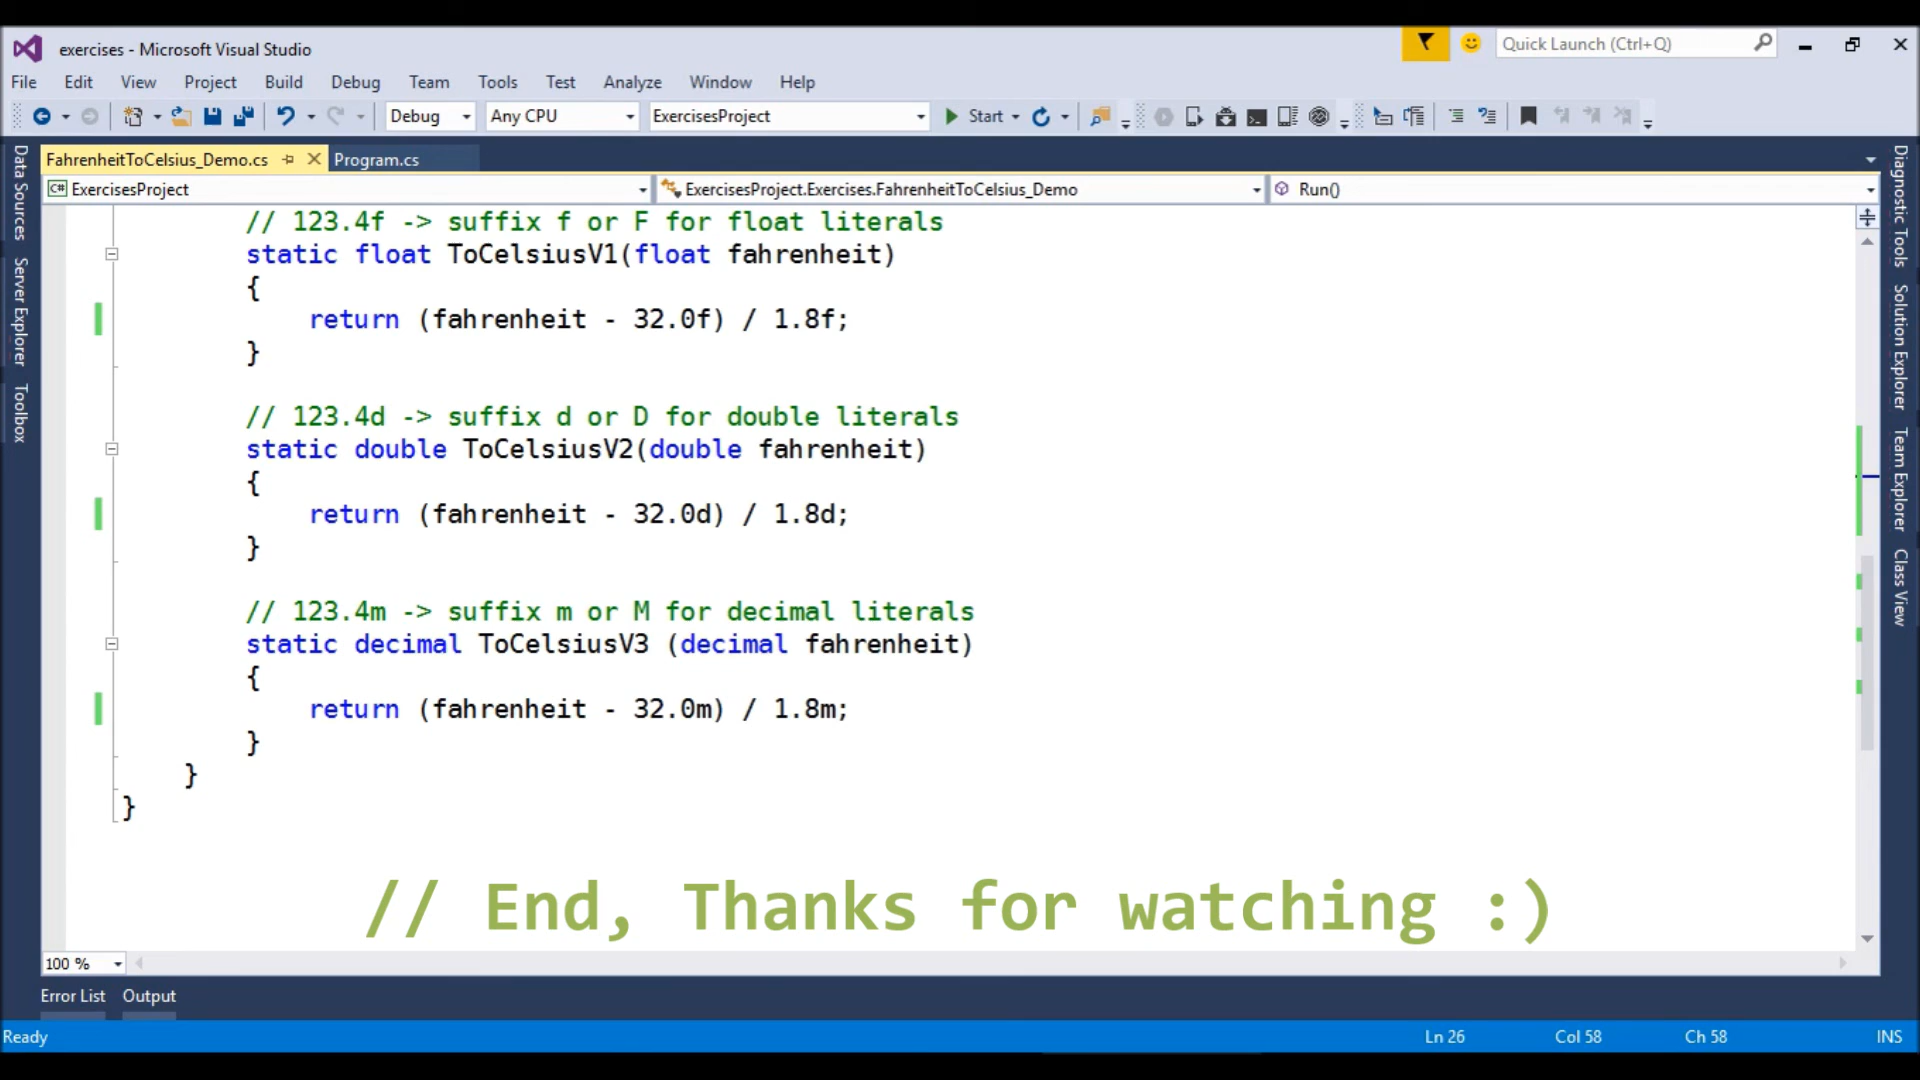 exercises - Microsoft Visual Studio
Quick Launch (Ctrl+Q)
File Edit View Project Build Debug Team Tools Test Analyze Window Help
Debug Any CPU ExercisesProject Start
FahrenheitToCelsius_Demo.cs Program.cs
C# ExercisesProject ExercisesProject.Exercises.FahrenheitToCelsius_Demo Run()
Data Sources
Server Explorer
Toolbox
// 123.4f -> suffix f or F for float literals
static float ToCelsiusV1(float fahrenheit)
{
return (fahrenheit - 32.0f) / 1.8f;
}
// 123.4d -> suffix d or D for double literals
static double ToCelsiusV2(double fahrenheit)
{
return (fahrenheit - 32.0d) / 1.8d;
}
// 123.4m -> suffix m or M for decimal literals
static decimal ToCelsiusV3 (decimal fahrenheit)
{
return (fahrenheit - 32.0m) / 1.8m;
}
}
}
// End, Thanks for watching :)
Diagnostic Tools
Solution Explorer
Team Explorer
Class View
100 %
Error List Output
Ready Ln 26 Col 58 Ch 58 INS